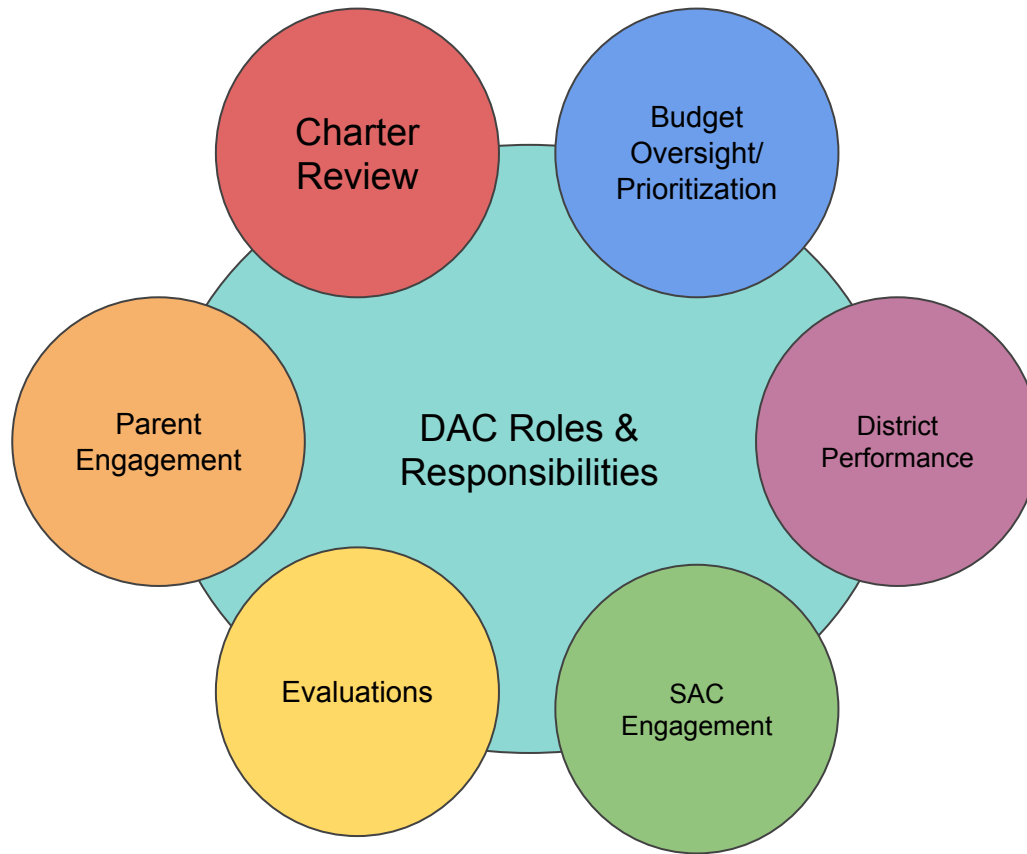 Charter
Review
Budget
Oversight/
Prioritization
Parent
Engagement
DAC Roles &
Responsibilities
District
Performance
Evaluations
SAC
Engagement